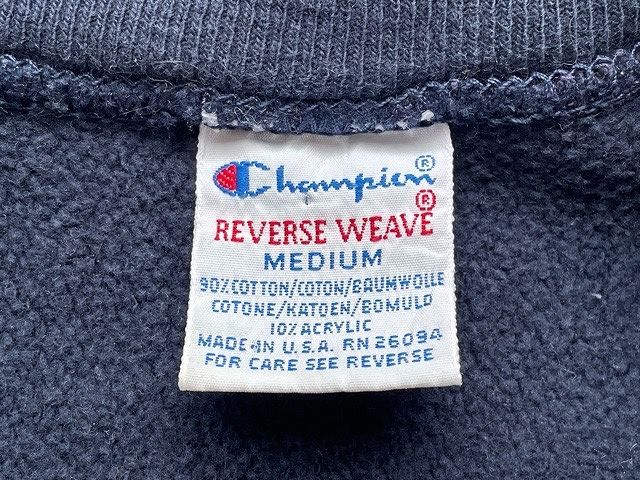 Champion®
REVERSE WEAVE®
MEDIUM
90% COTTON/COTON/BAUMWOLLE
COTONE/KATOEN/BOMULD
10% ACRYLIC
MADE IN U.S.A. RN 26094
FOR CARE SEE REVERSE